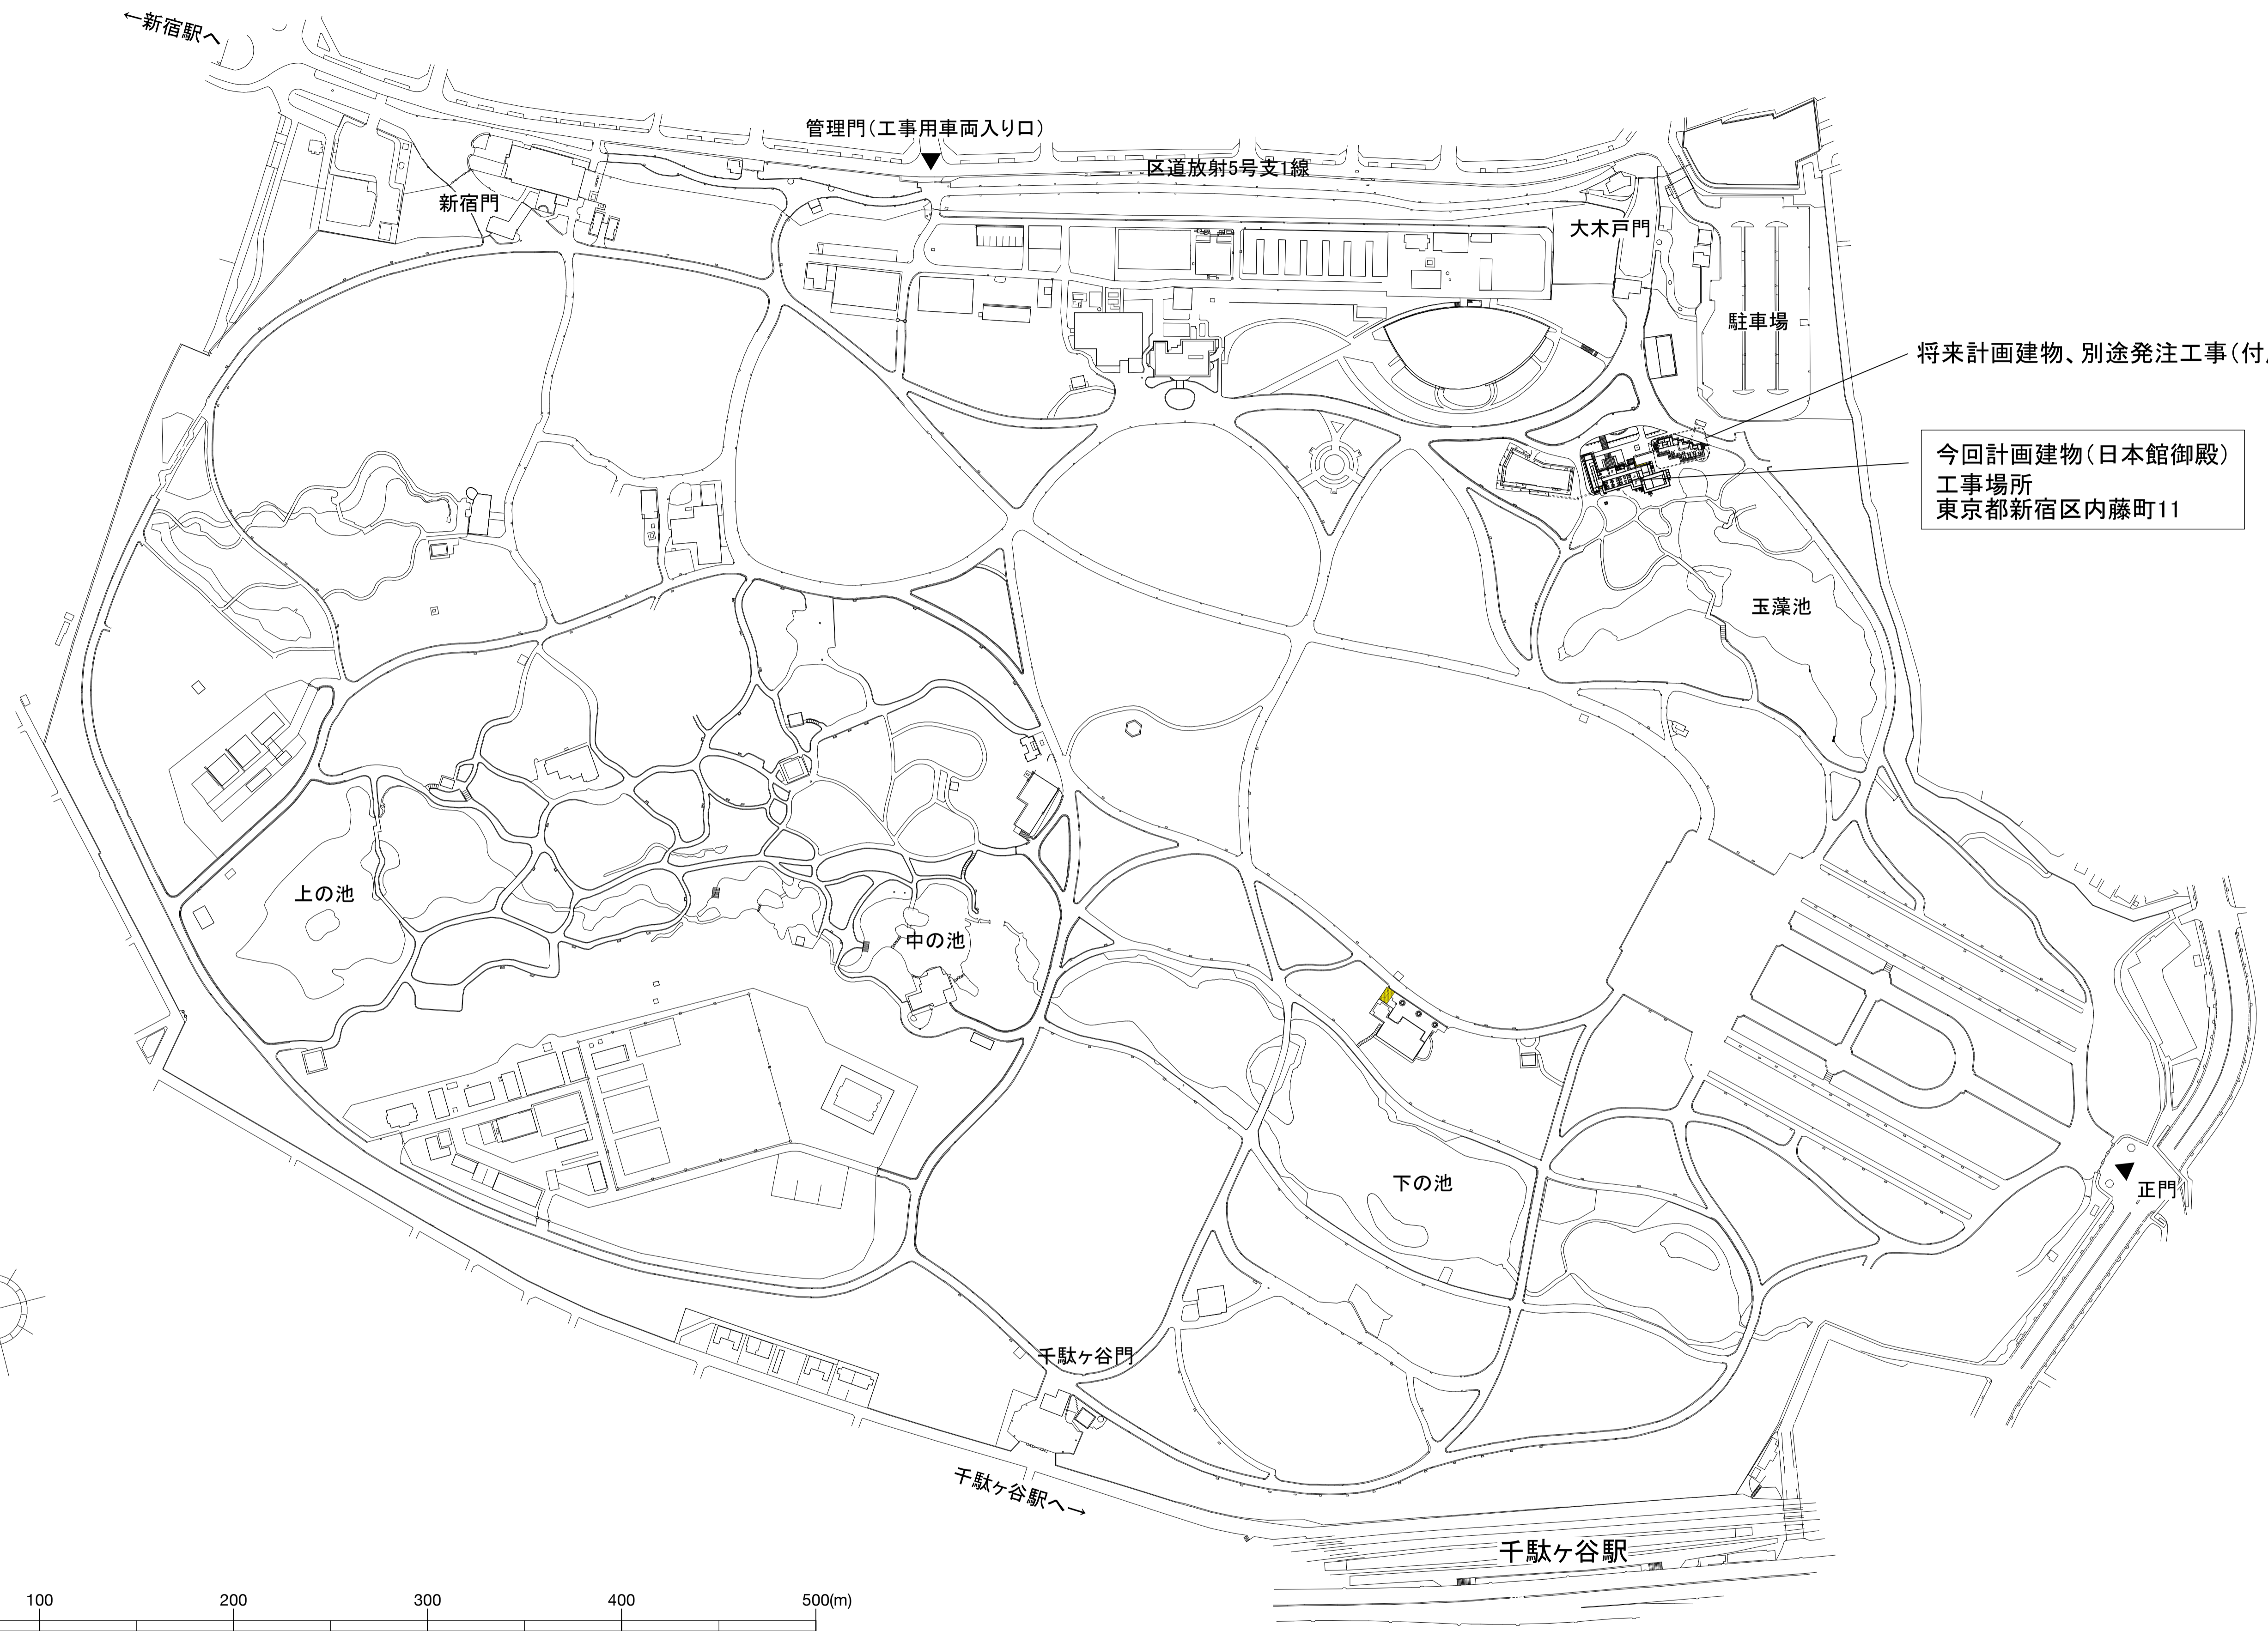 ←新宿駅へ
管理門（工事用車両入り口）
区道放射5号支1線
新宿門
大木戸門
駐車場
将来計画建物、別途発注工事（付
今回計画建物（日本館御殿）
工事場所
東京都新宿区内藤町11
玉藻池
上の池
中の池
下の池
正門
千駄ヶ谷門
千駄ヶ谷駅へ→
千駄ヶ谷駅
100 200 300 400 500(m)